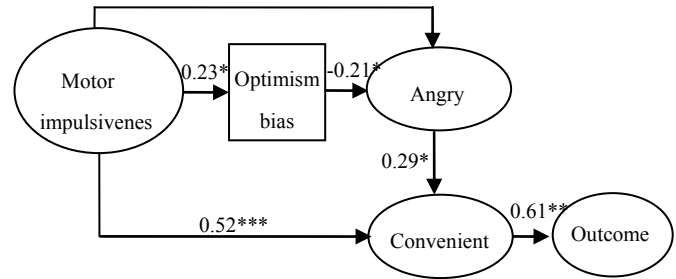 Motor
impulsivenes
0.23*
Optimism
bias
-0.21*
Angry
0.29*
0.52***
Convenient
0.61**
Outcome